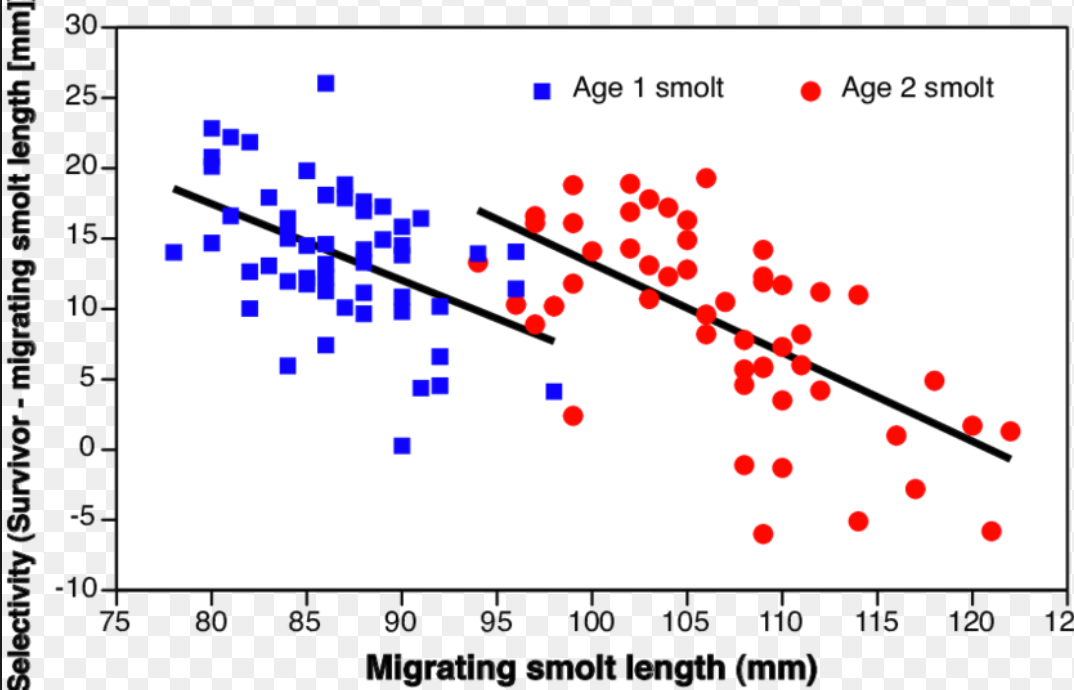 Selectivity (Survivor - migrating smolt length [mm]
30
25
20
15
10
5
0
-5
-10
Age 1 smolt Age 2 smolt
75 80 85 90 95 100 105 110 115 120 12
Migrating smolt length (mm)